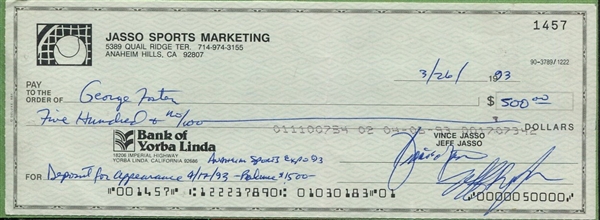 JASSO SPORTS MARKETING
5389 QUAIL RIDGE TER. 714-974-3155
ANAHEIM HILLS, CA 92807
1457
90-3789/1222
3/26/ 1993
PAY TO THE ORDER OF George Foster
$ 500.00
Five Hundred & no/100 DOLLARS
Bank of Yorba Linda
18206 IMPERIAL HIGHWAY
YORBA LINDA, CALIFORNIA 92686
VINCE JASSO
JEFF JASSO
Anaheim Sports Expo 93
FOR Deposit for Appearance 4/17/93 - Balance $1500-
⑈001457⑈ ⑆122237890⑆ 01030183⑈01 ⑈0000050000⑈